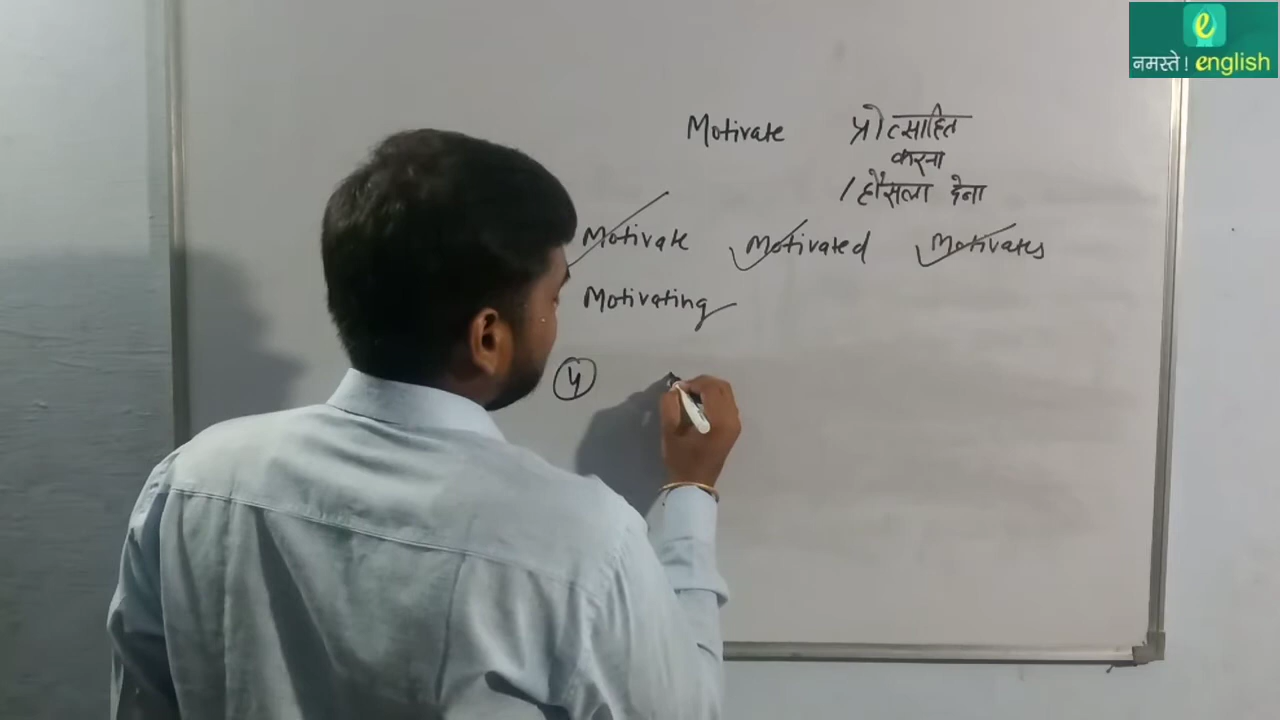 e
नमस्ते ! english
Motivate प्रोत्साहित
करना
/ हौसला देना
Motivate Motivated Motivates
Motivating
4